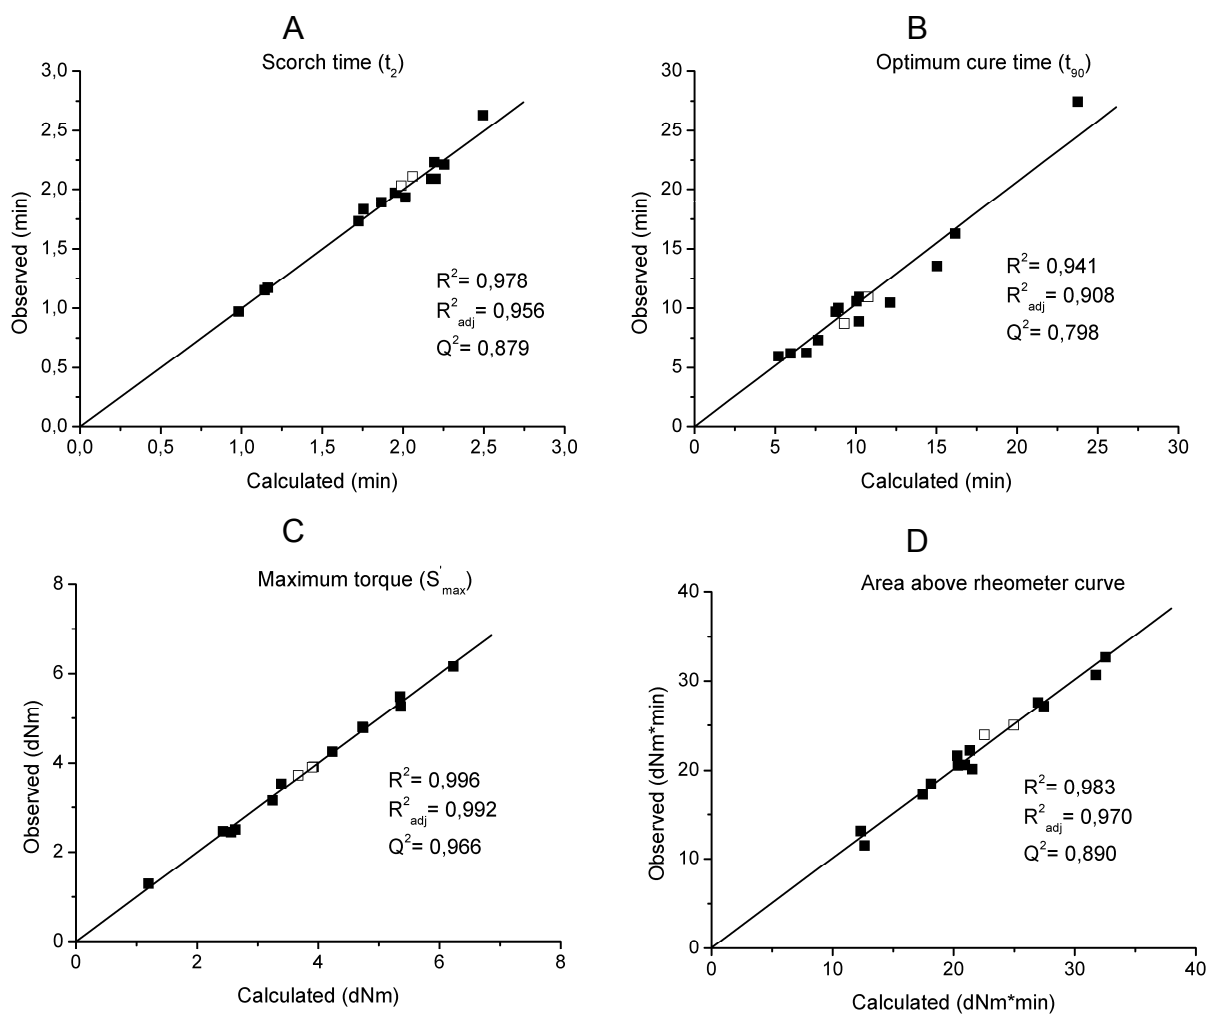 A
Scorch time (t2)
3,0
2,5
2,0
1,5
1,0
0,5
0,0
Observed (min)
R2= 0,978
R2adj= 0,956
Q2= 0,879
0,0 0,5 1,0 1,5 2,0 2,5 3,0
Calculated (min)
B
Optimum cure time (t90)
30
25
20
15
10
5
0
Observed (min)
R2= 0,941
R2adj= 0,908
Q2= 0,798
0 5 10 15 20 25 30
Calculated (min)
C
Maximum torque (S'max)
8
6
4
2
0
Observed (dNm)
R2= 0,996
R2adj= 0,992
Q2= 0,966
0 2 4 6 8
Calculated (dNm)
D
Area above rheometer curve
40
30
20
10
0
Observed (dNm*min)
R2= 0,983
R2adj= 0,970
Q2= 0,890
0 10 20 30 40
Calculated (dNm*min)